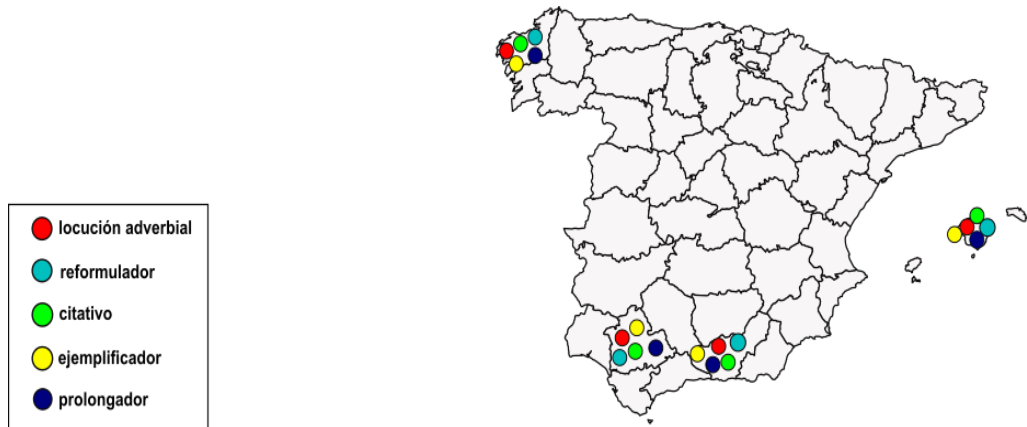 locución adverbial
reformulador
citativo
ejemplificador
prolongador